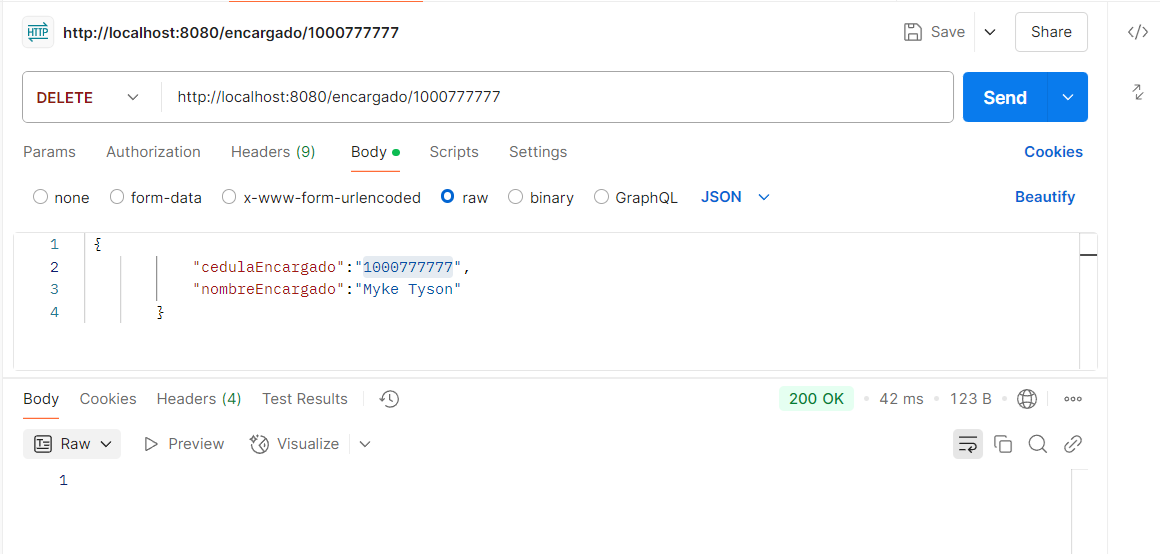 HTTP http://localhost:8080/encargado/1000777777 Save Share
DELETE http://localhost:8080/encargado/1000777777 Send
Params Authorization Headers (9) Body Scripts Settings Cookies
none form-data x-www-form-urlencoded raw binary GraphQL JSON Beautify
1 {
2 "cedulaEncargado":"1000777777",
3 "nombreEncargado":"Myke Tyson"
4 }
Body Cookies Headers (4) Test Results 200 OK 42 ms 123 B
Raw Preview Visualize
1